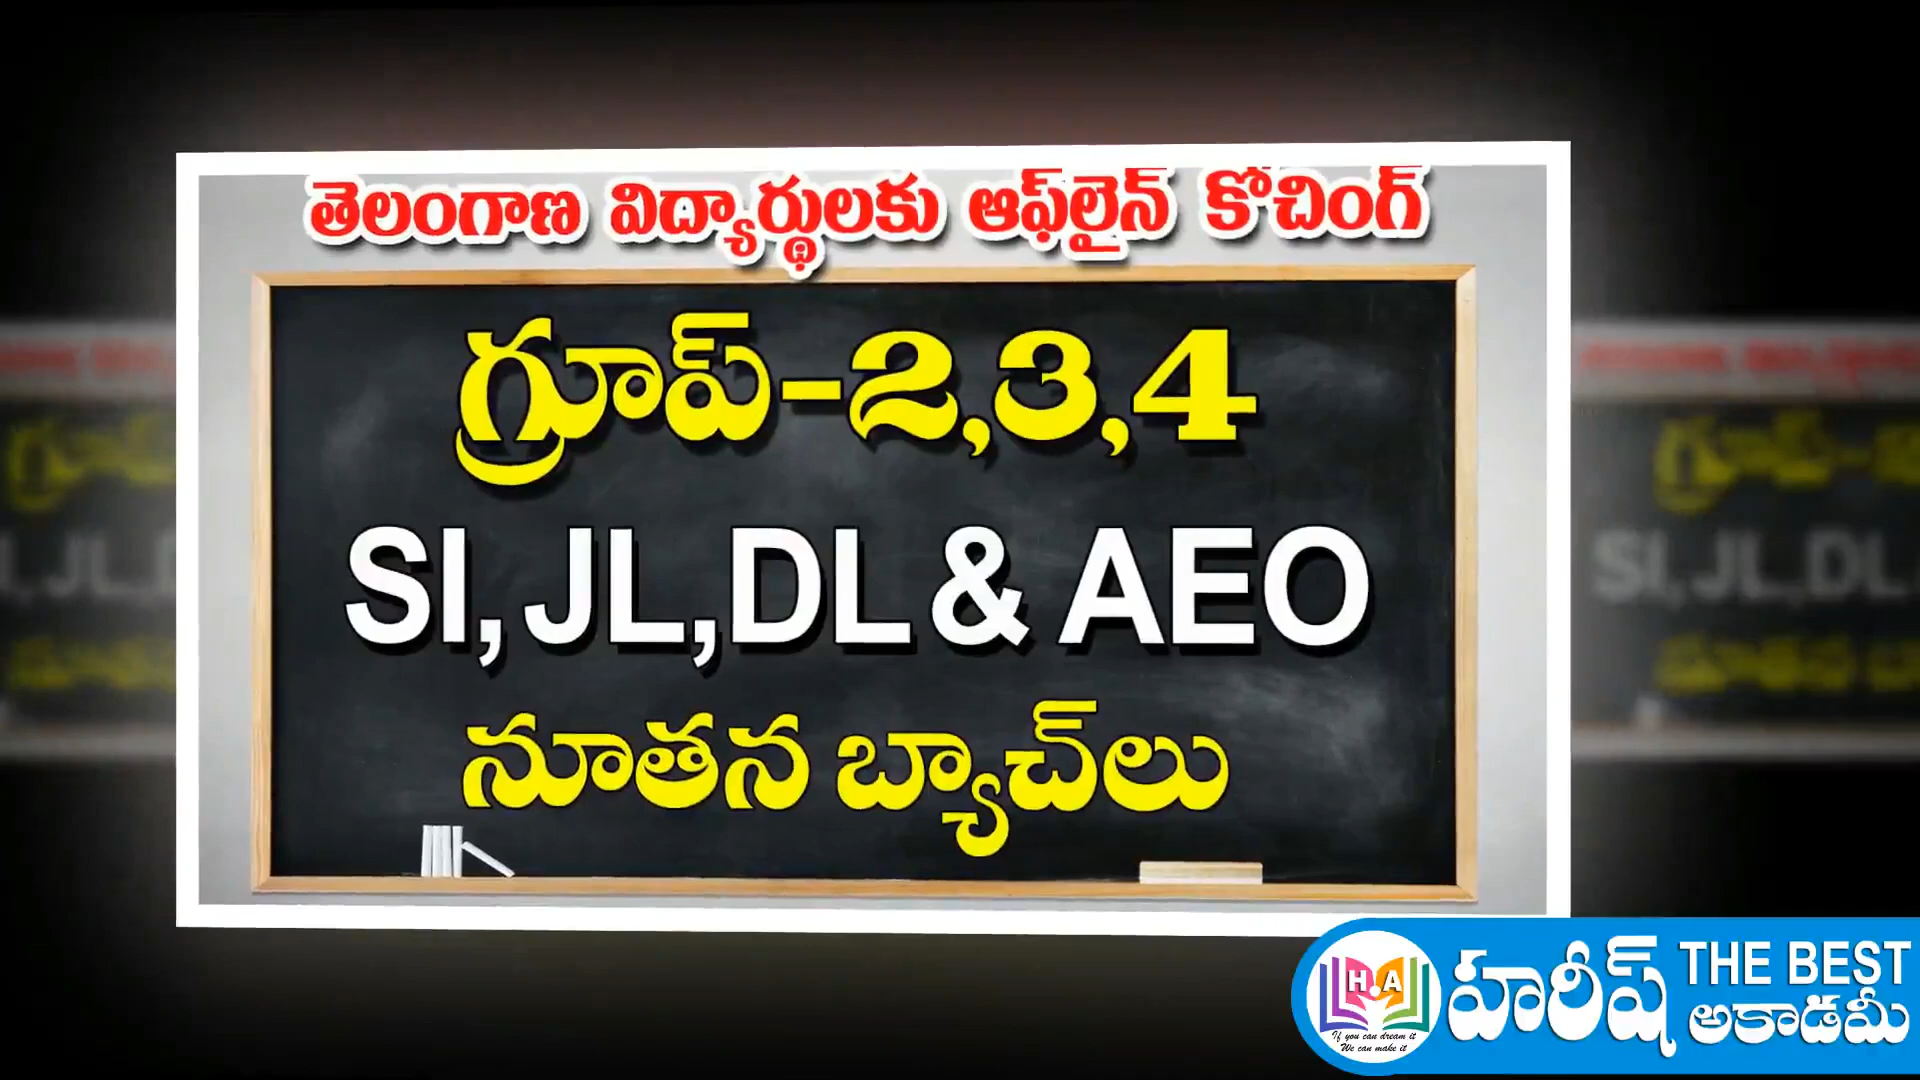 తెలంగాణ విద్యార్థులకు ఆఫ్‌లైన్ కోచింగ్
గ్రూప్-2,3,4
SI, JL, DL & AEO
నూతన బ్యాచ్‌లు
H.A
If you can dream it
We can make it
హరీష్ THE BEST
అకాడమీ